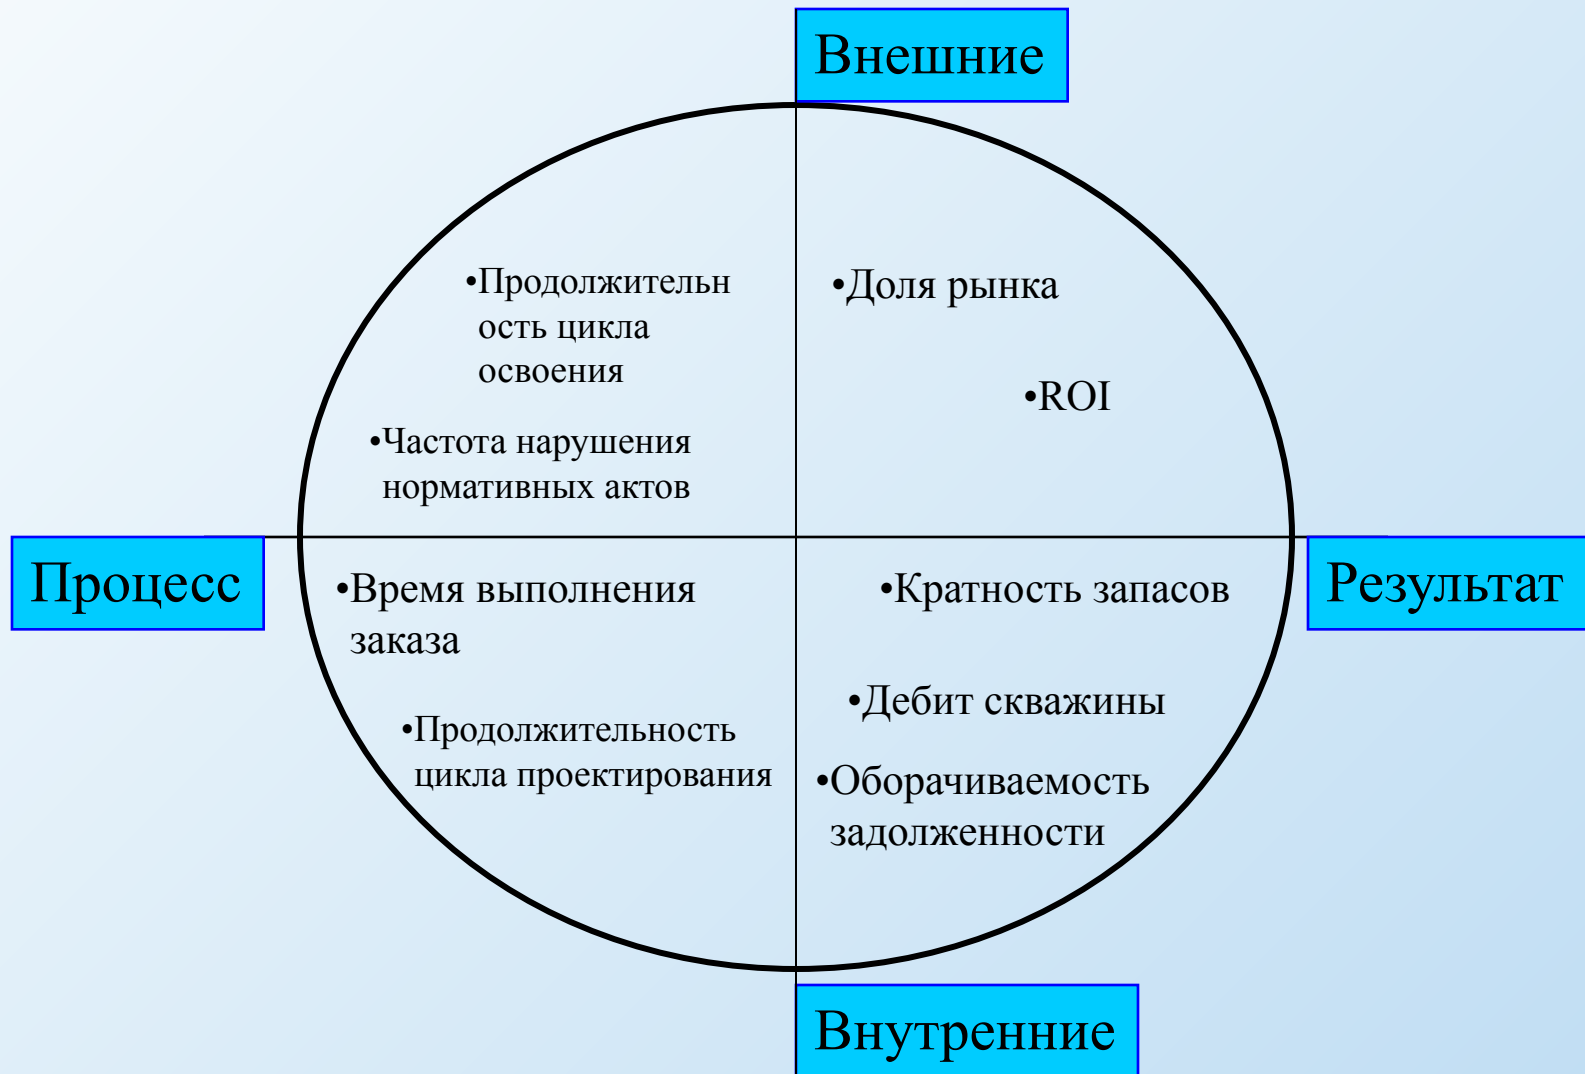 Внешние
•Продолжительн
ость цикла
освоения
•Частота нарушения
нормативных актов
•Доля рынка
•ROI
Процесс
Результат
•Время выполнения
заказа
•Продолжительность
цикла проектирования
•Кратность запасов
•Дебит скважины
•Оборачиваемость
задолженности
Внутренние